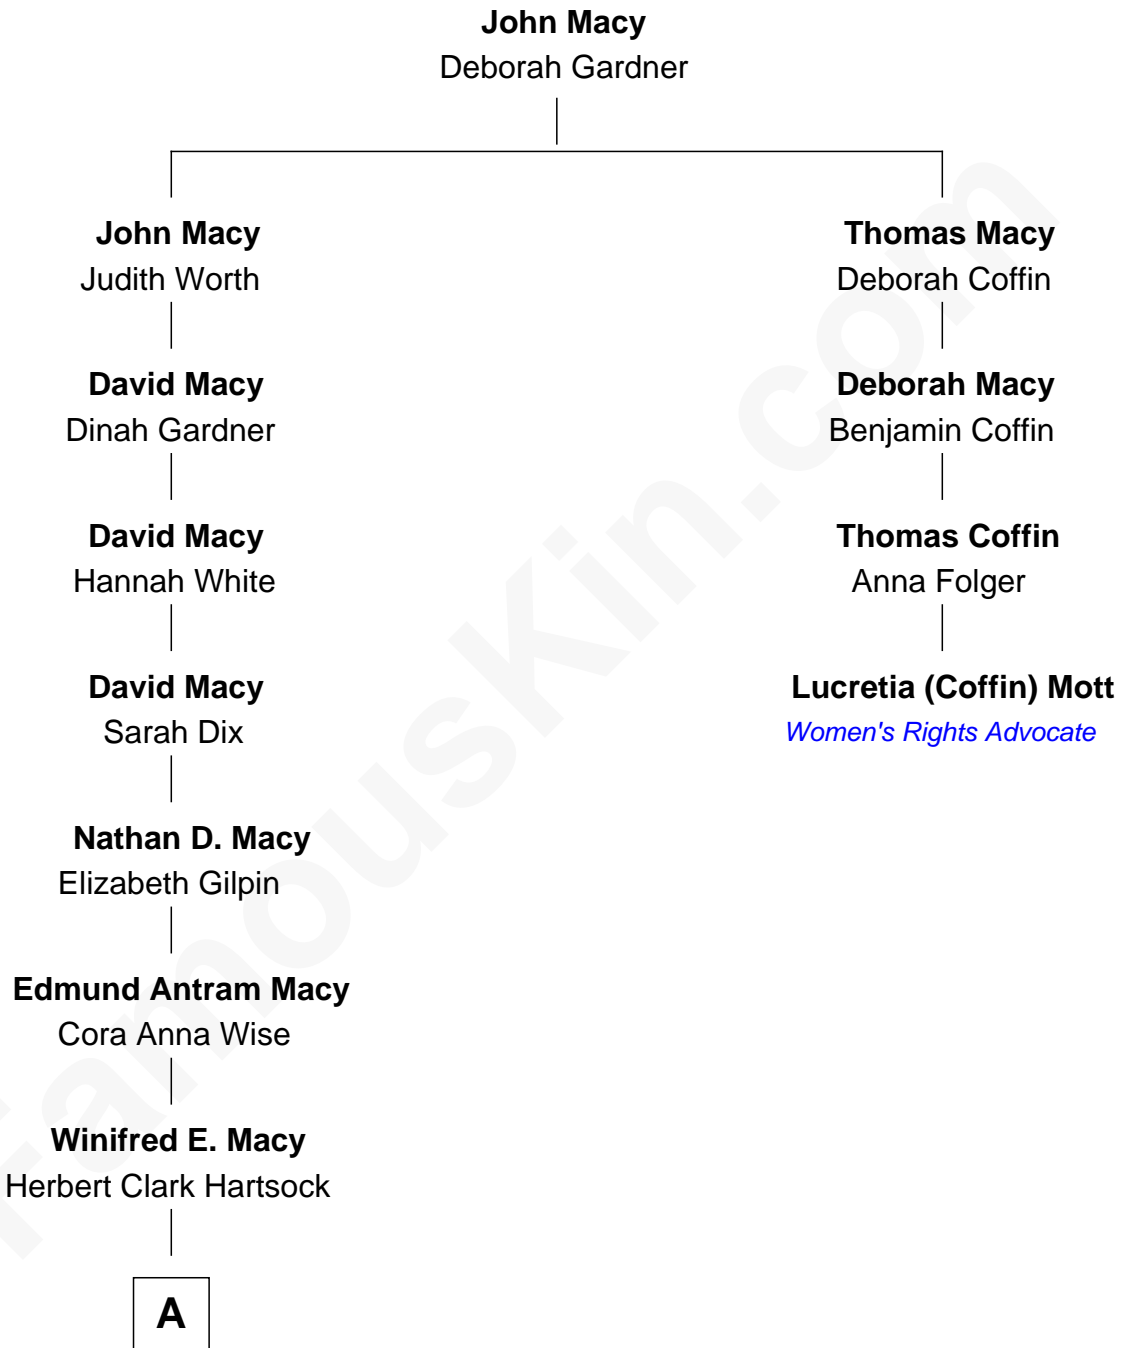 John Macy
Deborah Gardner
John Macy
Judith Worth
David Macy
Dinah Gardner
David Macy
Hannah White
David Macy
Sarah Dix
Nathan D. Macy
Elizabeth Gilpin
Edmund Antram Macy
Cora Anna Wise
Winifred E. Macy
Herbert Clark Hartsock
A
Thomas Macy
Deborah Coffin
Deborah Macy
Benjamin Coffin
Thomas Coffin
Anna Folger
Lucretia (Coffin) Mott
Women's Rights Advocate
FamousKin.com